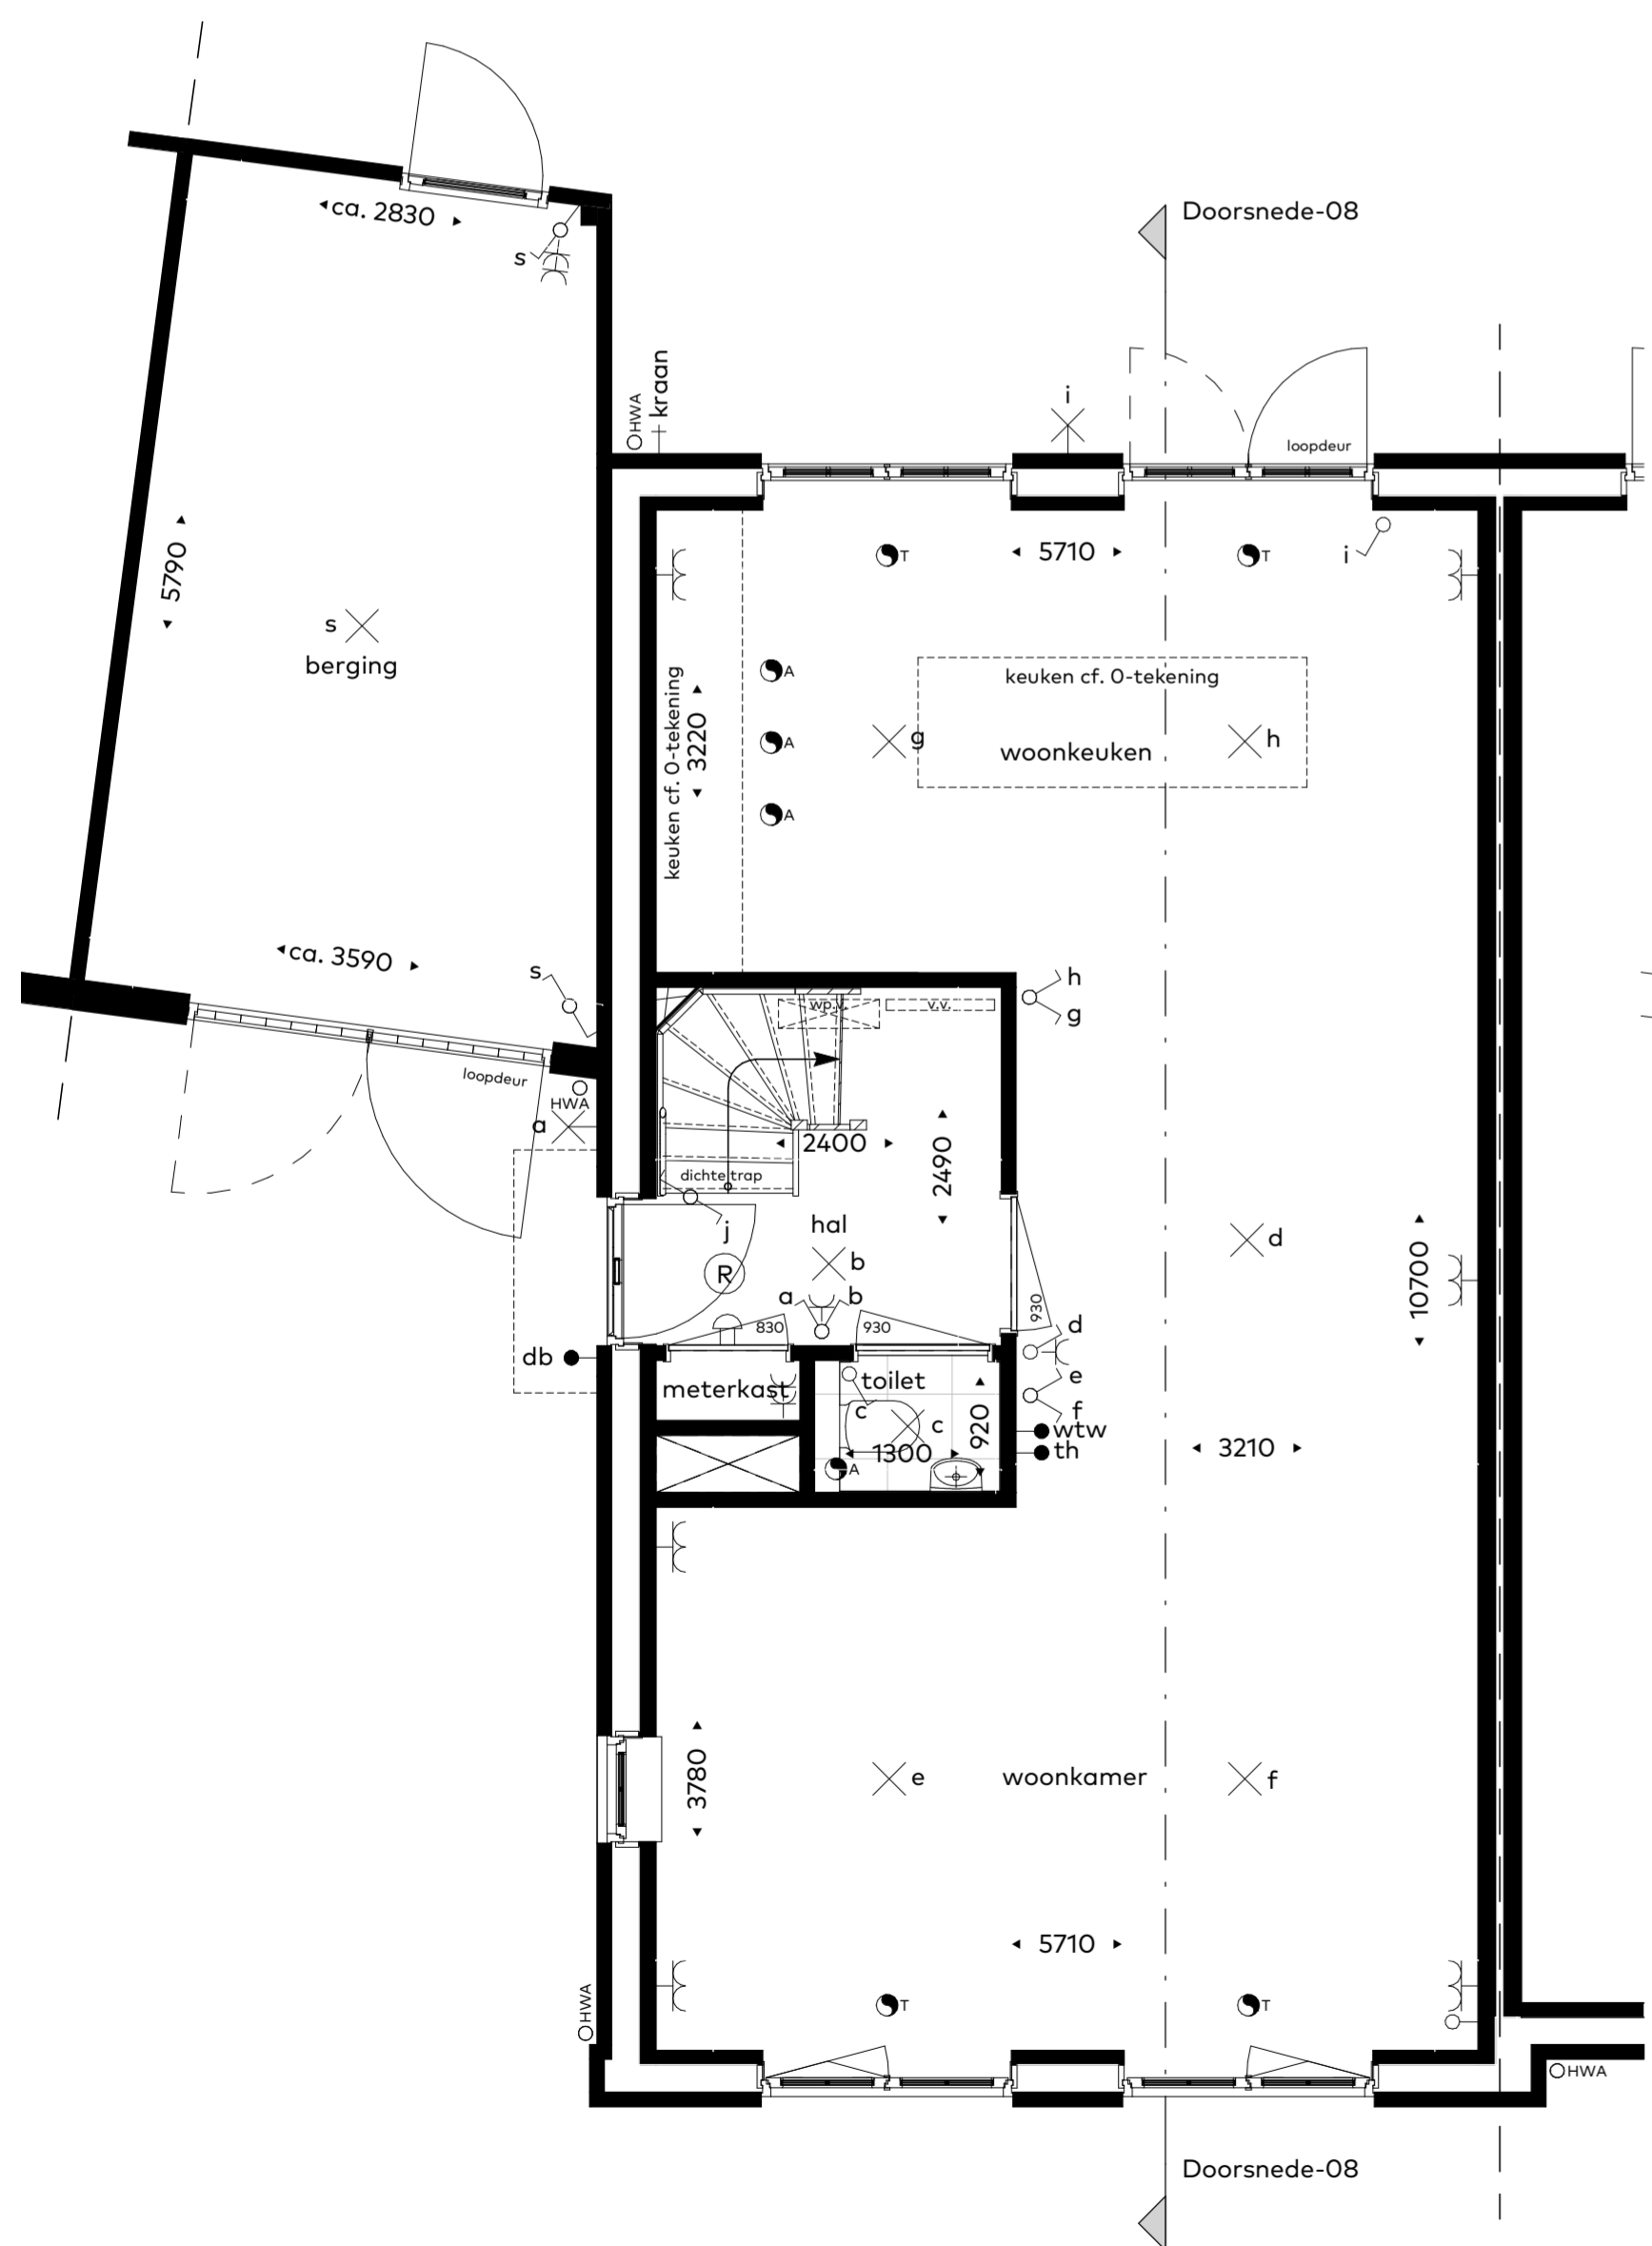 Doorsnede-08
ca. 2830
s
kraan
HWA
i
loopdeur
5710
T
T
i
5790
s
berging
keuken cf. 0-tekening
3220
A
A
A
keuken cf. 0-tekening
g
woonkeuken
h
ca. 3590
s
h
g
wp.v.
v.v.
loopdeur
HWA
a
2400
2490
dichte trap
j
hal
b
R
a
b
830
930
930
d
10700
db
d
e
f
wtw
th
meterkast
toilet
c
c
920
1300
A
3210
3780
e
woonkamer
f
5710
T
T
HWA
HWA
Doorsnede-08